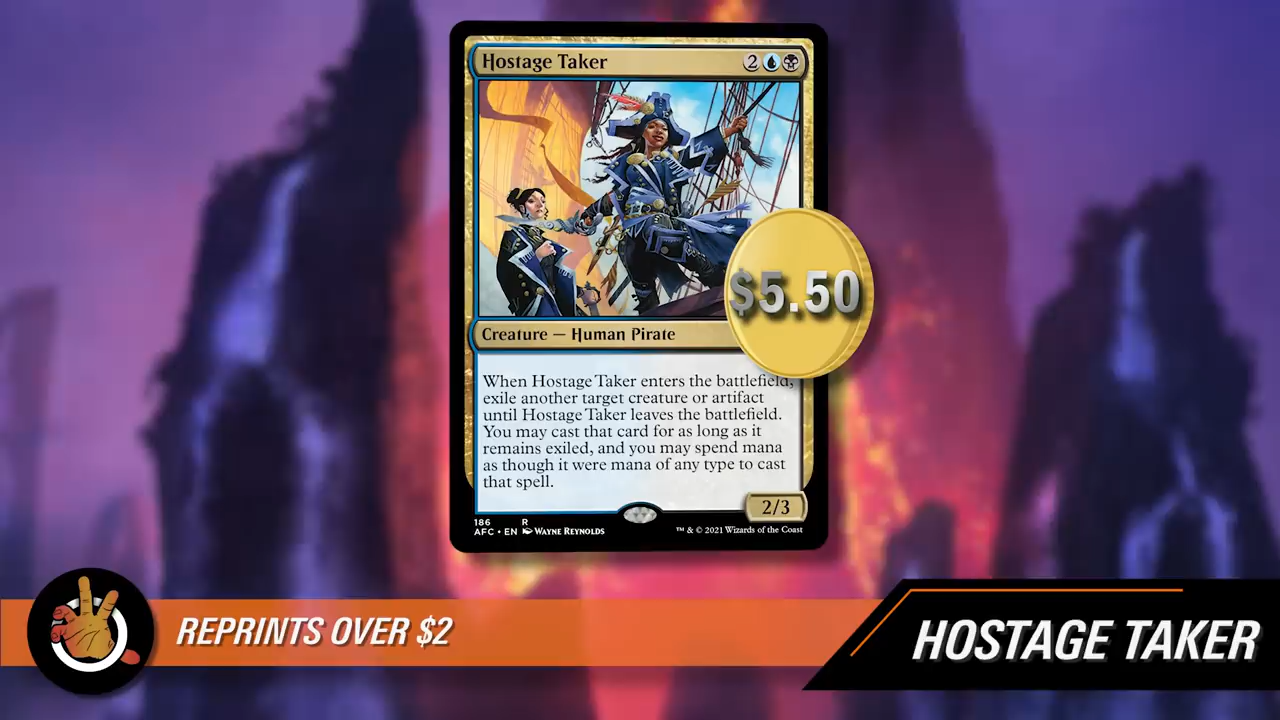 Hostage Taker 2
$5.50
Creature — Human Pirate
When Hostage Taker enters the battlefield,
exile another target creature or artifact
until Hostage Taker leaves the battlefield.
You may cast that card for as long as it
remains exiled, and you may spend mana
as though it were mana of any type to cast
that spell.
2/3
186 R
AFC • EN Wayne Reynolds
™ & © 2021 Wizards of the Coast
REPRINTS OVER $2
HOSTAGE TAKER